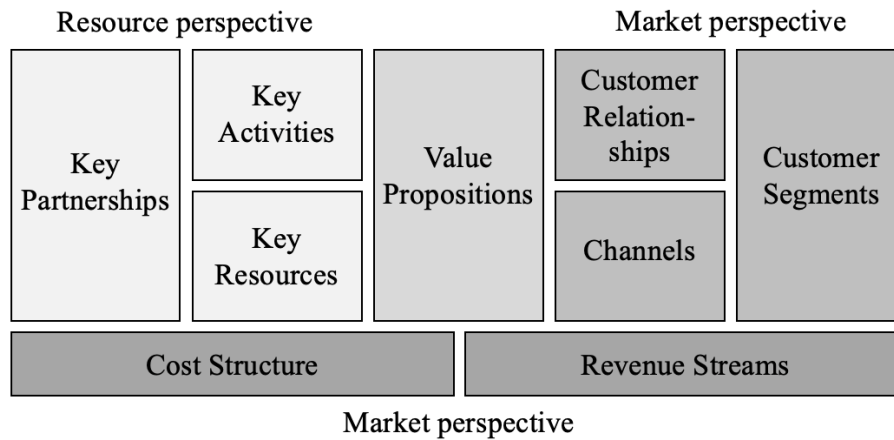 Resource perspective
Market perspective
Key
Partnerships
Key
Activities
Key
Resources
Value
Propositions
Customer
Relation-
ships
Channels
Customer
Segments
Cost Structure
Revenue Streams
Market perspective